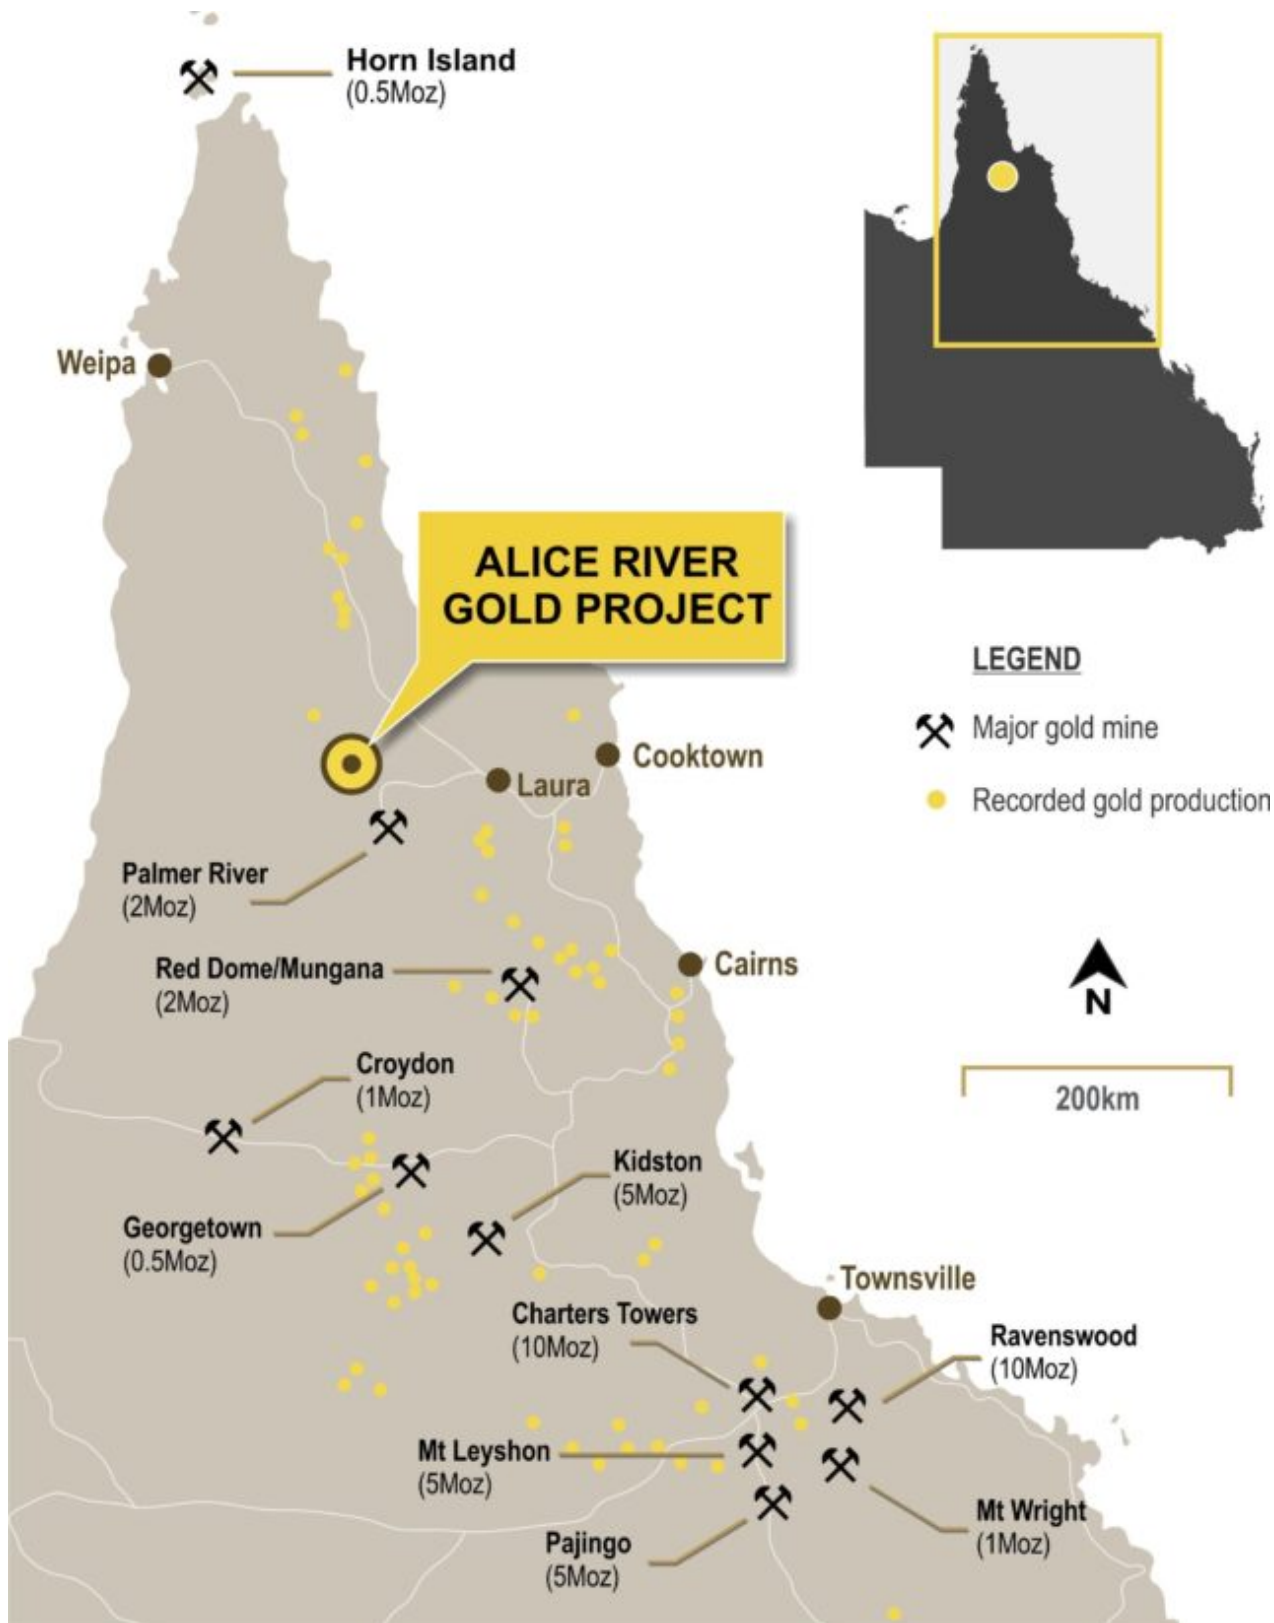 Horn Island
(0.5Moz)
Weipa
ALICE RIVER
GOLD PROJECT
LEGEND
Major gold mine
Recorded gold production
Cooktown
Laura
Palmer River
(2Moz)
Red Dome/Mungana
(2Moz)
Cairns
N
200km
Croydon
(1Moz)
Kidston
(5Moz)
Georgetown
(0.5Moz)
Townsville
Charters Towers
(10Moz)
Ravenswood
(10Moz)
Mt Leyshon
(5Moz)
Mt Wright
(1Moz)
Pajingo
(5Moz)